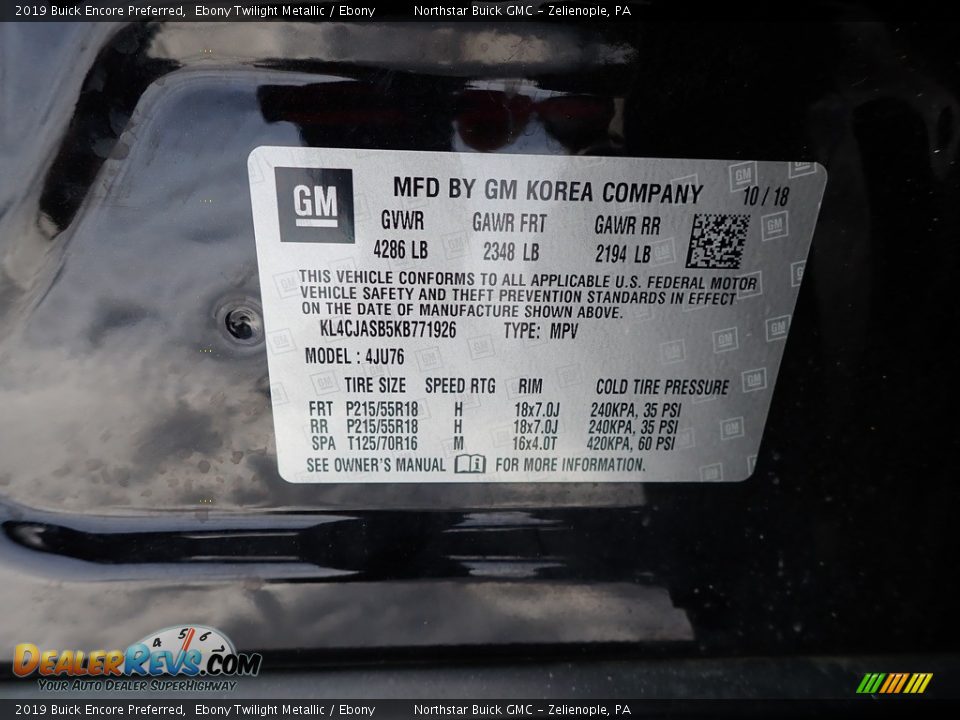 2019 Buick Encore Preferred, Ebony Twilight Metallic / Ebony Northstar Buick GMC - Zelienople, PA
GM MFD BY GM KOREA COMPANY 10 / 18
GVWR GAWR FRT GAWR RR
4286 LB 2348 LB 2194 LB
THIS VEHICLE CONFORMS TO ALL APPLICABLE U.S. FEDERAL MOTOR
VEHICLE SAFETY AND THEFT PREVENTION STANDARDS IN EFFECT
ON THE DATE OF MANUFACTURE SHOWN ABOVE.
KL4CJASB5KB771926 TYPE: MPV
MODEL : 4JU76
TIRE SIZE SPEED RTG RIM COLD TIRE PRESSURE
FRT P215/55R18 H 18x7.0J 240KPA, 35 PSI
RR P215/55R18 H 18x7.0J 240KPA, 35 PSI
SPA T125/70R16 M 16x4.0T 420KPA, 60 PSI
SEE OWNER'S MANUAL FOR MORE INFORMATION.
4 5 6 7
DEALERREVS.COM
YOUR AUTO DEALER SUPERHIGHWAY
2019 Buick Encore Preferred, Ebony Twilight Metallic / Ebony Northstar Buick GMC - Zelienople, PA